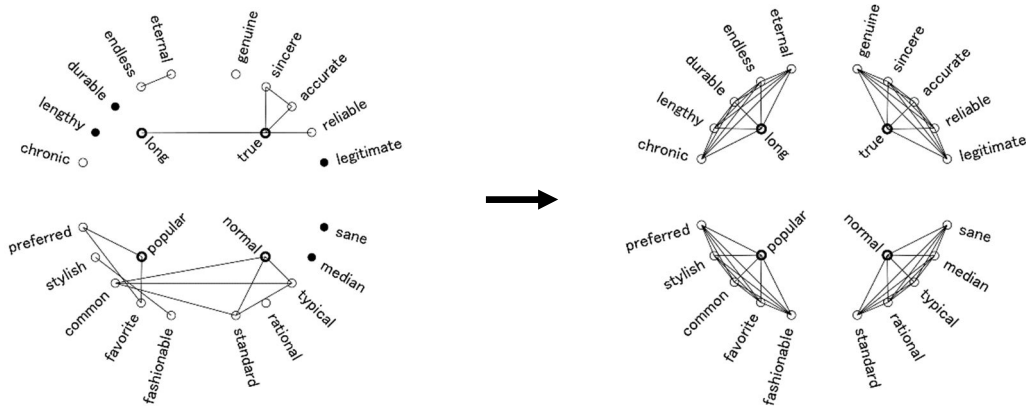 eternal
endless
durable
lengthy
chronic
long
genuine
sincere
accurate
reliable
legitimate
true
preferred
stylish
common
favorite
fashionable
popular
normal
sane
median
typical
rational
standard
eternal
endless
durable
lengthy
chronic
long
genuine
sincere
accurate
reliable
legitimate
true
preferred
stylish
common
favorite
fashionable
popular
normal
sane
median
typical
rational
standard